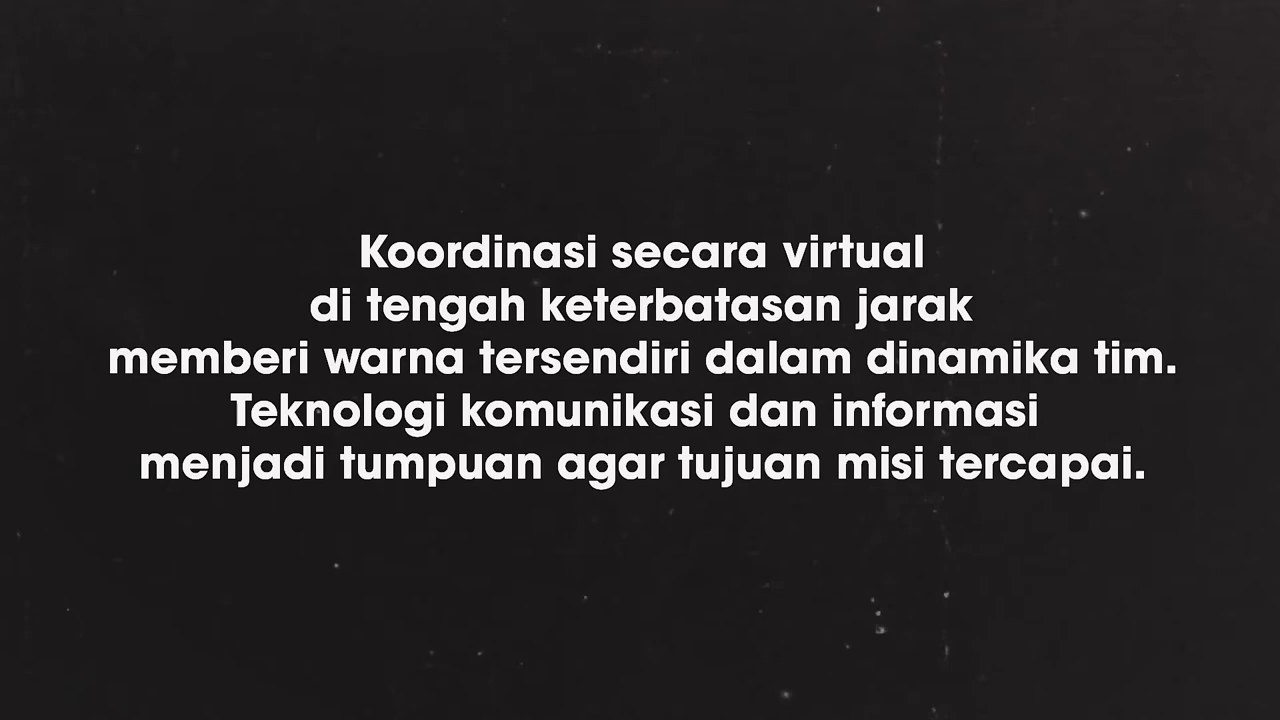 Koordinasi secara virtual
di tengah keterbatasan jarak
memberi warna tersendiri dalam dinamika tim.
Teknologi komunikasi dan informasi
menjadi tumpuan agar tujuan misi tercapai.